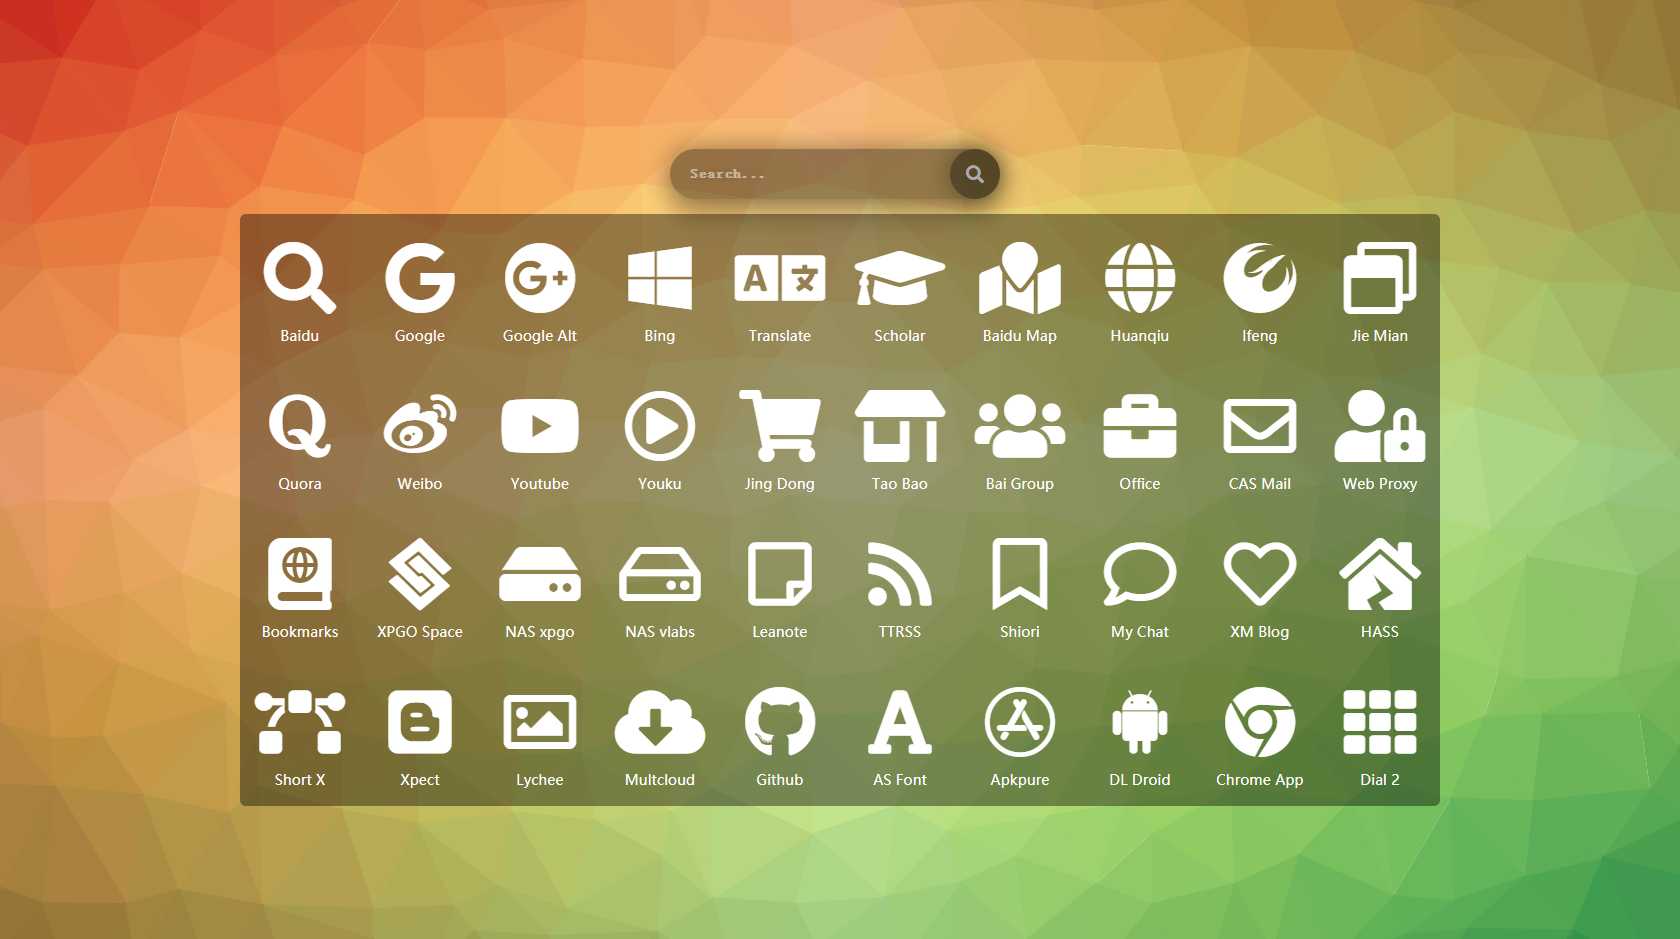 Search...
Baidu Google Google Alt Bing Translate Scholar Baidu Map Huanqiu Ifeng Jie Mian
Quora Weibo Youtube Youku Jing Dong Tao Bao Bai Group Office CAS Mail Web Proxy
Bookmarks XPGO Space NAS xpgo NAS vlabs Leanote TTRSS Shiori My Chat XM Blog HASS
Short X Xpect Lychee Multcloud Github AS Font Apkpure DL Droid Chrome App Dial 2